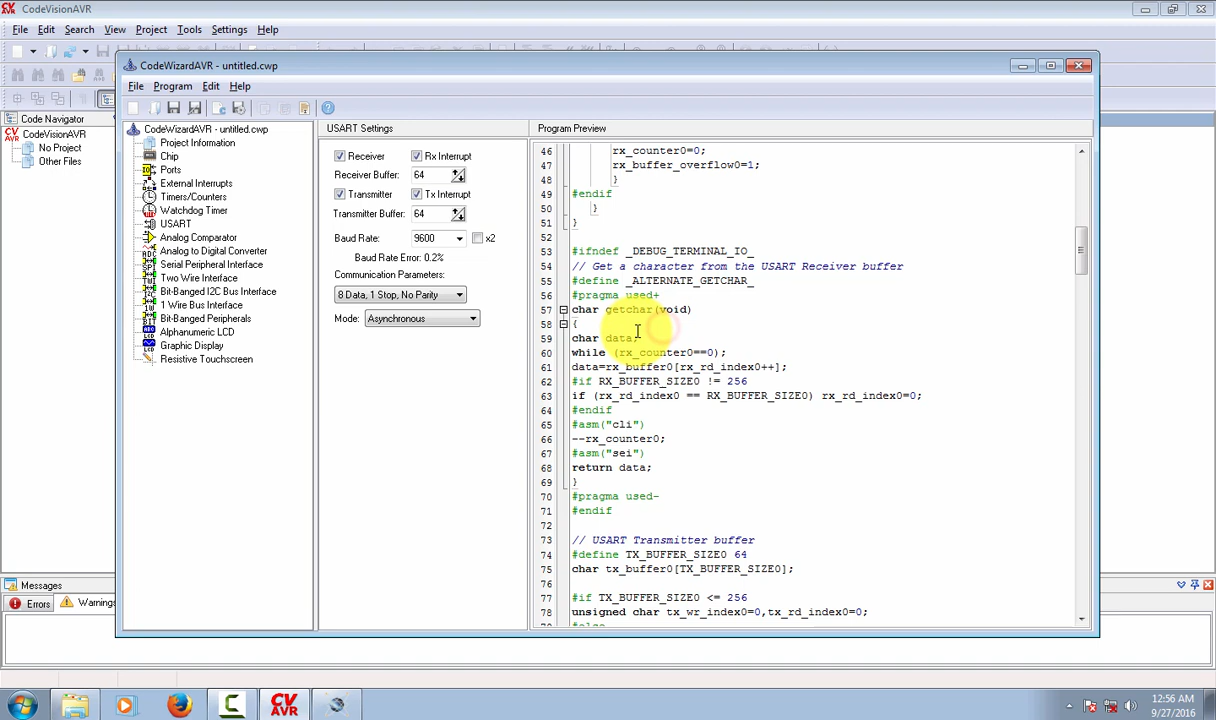 CodeVisionAVR
File Edit Search View Project Tools Settings Help
CodeWizardAVR - untitled.cwp
File Program Edit Help
Code Navigator
CodeVisionAVR
No Project
Other Files
CodeWizardAVR - untitled.cwp
Project Information
Chip
Ports
External Interrupts
Timers/Counters
Watchdog Timer
USART
Analog Comparator
Analog to Digital Converter
Serial Peripheral Interface
Two Wire Interface
Bit-Banged I2C Bus Interface
1 Wire Bus Interface
Bit-Banged Peripherals
Alphanumeric LCD
Graphic Display
Resistive Touchscreen
USART Settings
Receiver Rx Interrupt
Receiver Buffer: 64
Transmitter Tx Interrupt
Transmitter Buffer: 64
Baud Rate: 9600 x2
Baud Rate Error: 0.2%
Communication Parameters:
8 Data, 1 Stop, No Parity
Mode: Asynchronous
Program Preview
46 rx_counter0=0;
47 rx_buffer_overflow0=1;
48 }
49 #endif
50 }
51 }
52
53 #ifndef _DEBUG_TERMINAL_IO_
54 // Get a character from the USART Receiver buffer
55 #define _ALTERNATE_GETCHAR_
56 #pragma used+
57 char getchar(void)
58 {
59 char data;
60 while (rx_counter0==0);
61 data=rx_buffer0[rx_rd_index0++];
62 #if RX_BUFFER_SIZE0 != 256
63 if (rx_rd_index0 == RX_BUFFER_SIZE0) rx_rd_index0=0;
64 #endif
65 #asm("cli")
66 --rx_counter0;
67 #asm("sei")
68 return data;
69 }
70 #pragma used-
71 #endif
72
73 // USART Transmitter buffer
74 #define TX_BUFFER_SIZE0 64
75 char tx_buffer0[TX_BUFFER_SIZE0];
76
77 #if TX_BUFFER_SIZE0 <= 256
78 unsigned char tx_wr_index0=0,tx_rd_index0=0;
#else
Messages
Errors Warnings
CV AVR
12:56 AM
9/27/2016